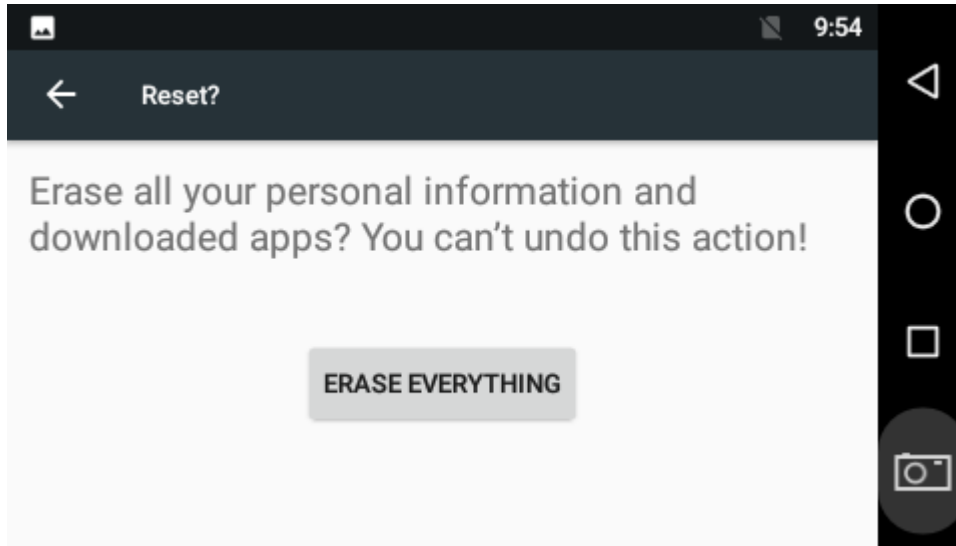 9:54
Reset?
Erase all your personal information and
downloaded apps? You can’t undo this action!
ERASE EVERYTHING